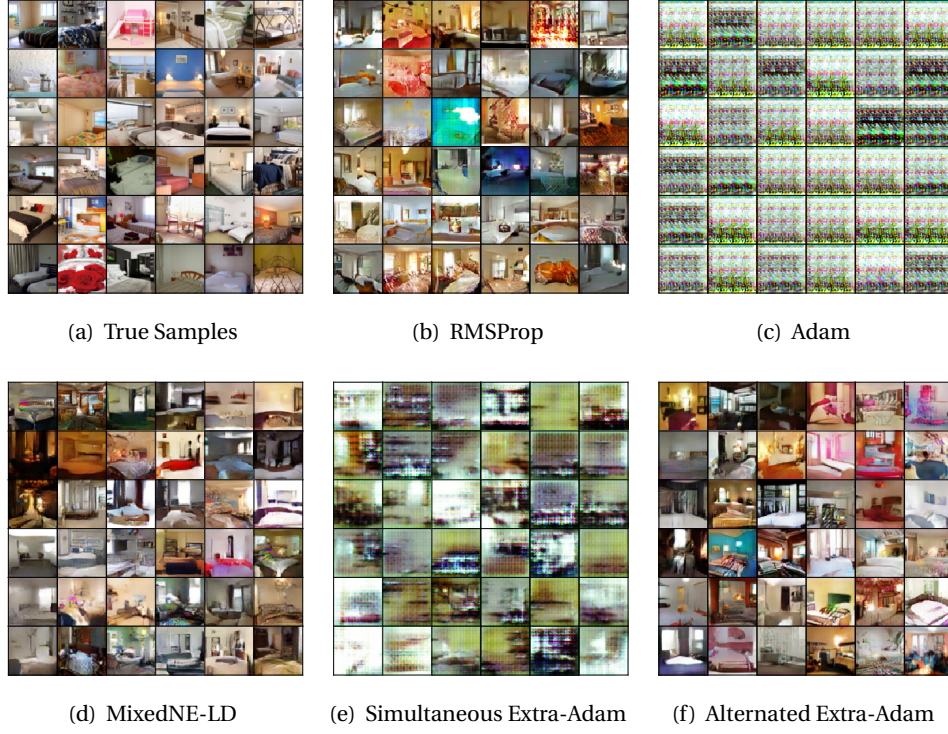 (a) True Samples
(b) RMSProp
(c) Adam
(d) MixedNE-LD
(e) Simultaneous Extra-Adam
(f) Alternated Extra-Adam